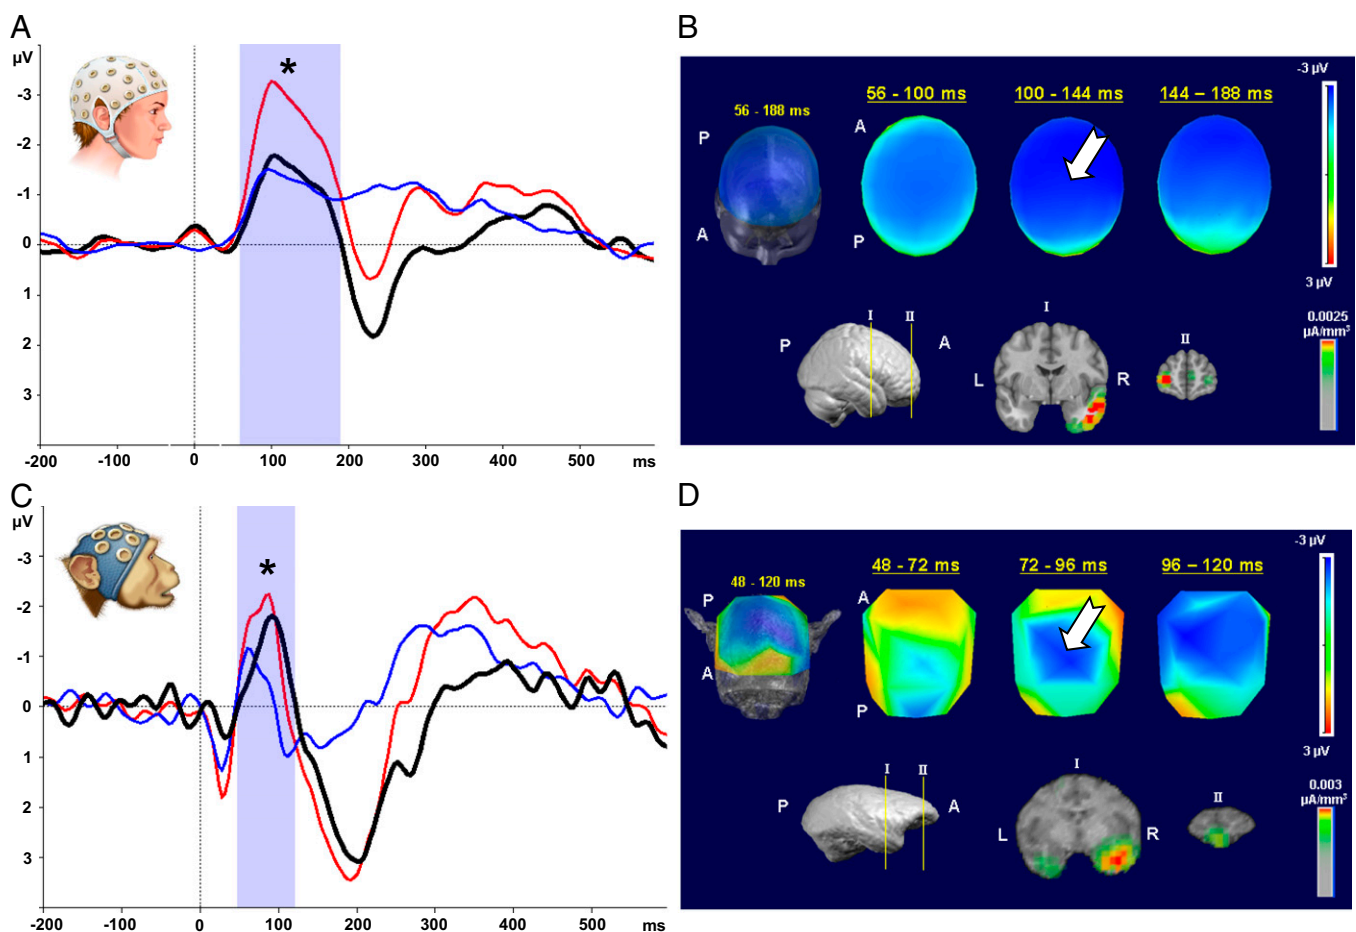 A
µV
-3
-2
-1
0
1
2
3
*
-200
-100
0
100
200
300
400
500
ms
B
56 - 188 ms
P
A
56 - 100 ms
100 - 144 ms
144 – 188 ms
A
P
-3 µV
3 µV
P
I
II
A
I
L
R
II
0.0025
µA/mm³
C
µV
-3
-2
-1
0
1
2
3
*
-200
-100
0
100
200
300
400
500
ms
D
48 - 120 ms
P
A
48 - 72 ms
72 - 96 ms
96 – 120 ms
A
P
-3 µV
3 µV
P
I
II
A
I
L
R
II
0.003
µA/mm³